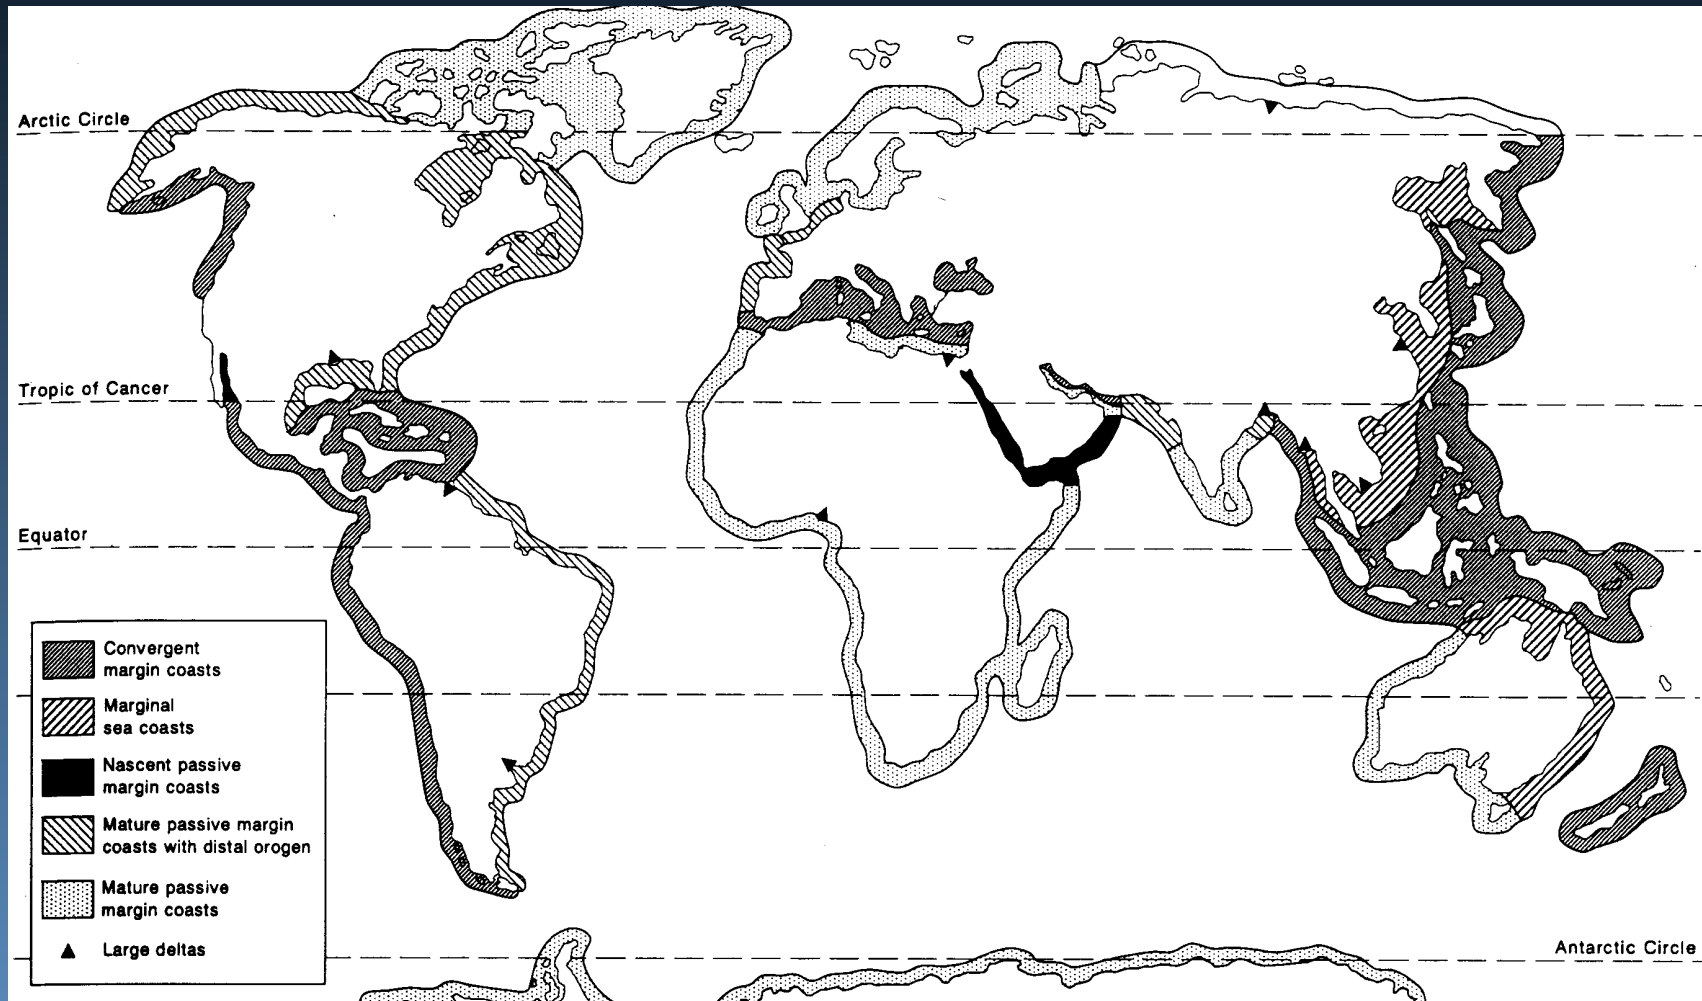 Arctic Circle
Tropic of Cancer
Equator
Convergent
margin coasts
Marginal
sea coasts
Nascent passive
margin coasts
Mature passive margin
coasts with distal orogen
Mature passive
margin coasts
Large deltas
Antarctic Circle